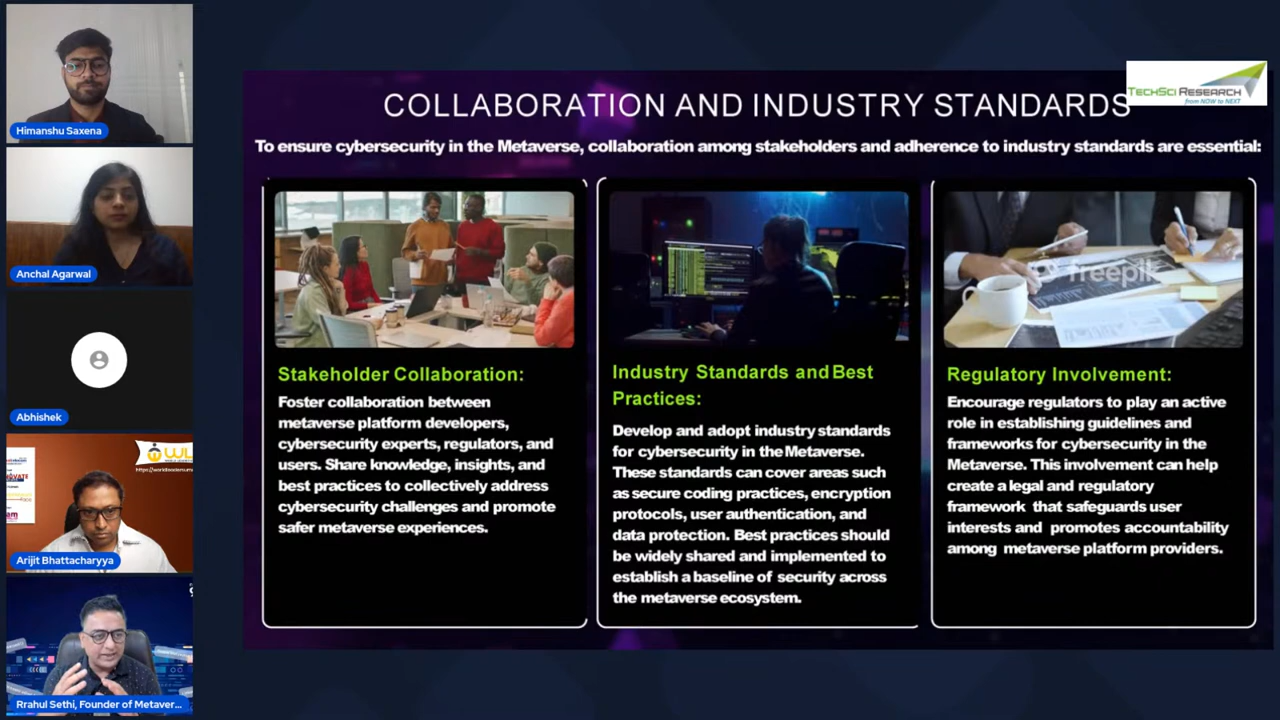 Himanshu Saxena
Anchal Agarwal
Abhishek
Arijit Bhattacharyya
Rrahul Sethi, Founder of Metaver...
TECHSCI RESEARCH
from NOW to NEXT
COLLABORATION AND INDUSTRY STANDARDS
To ensure cybersecurity in the Metaverse, collaboration among stakeholders and adherence to industry standards are essential:
Stakeholder Collaboration:
Foster collaboration between
metaverse platform developers,
cybersecurity experts, regulators, and
users. Share knowledge, insights, and
best practices to collectively address
cybersecurity challenges and promote
safer metaverse experiences.
Industry Standards and Best
Practices:
Develop and adopt industry standards
for cybersecurity in the Metaverse.
These standards can cover areas such
as secure coding practices, encryption
protocols, user authentication, and
data protection. Best practices should
be widely shared and implemented to
establish a baseline of security across
the metaverse ecosystem.
freepik
Regulatory Involvement:
Encourage regulators to play an active
role in establishing guidelines and
frameworks for cybersecurity in the
Metaverse. This involvement can help
create a legal and regulatory
framework that safeguards user
interests and promotes accountability
among metaverse platform providers.